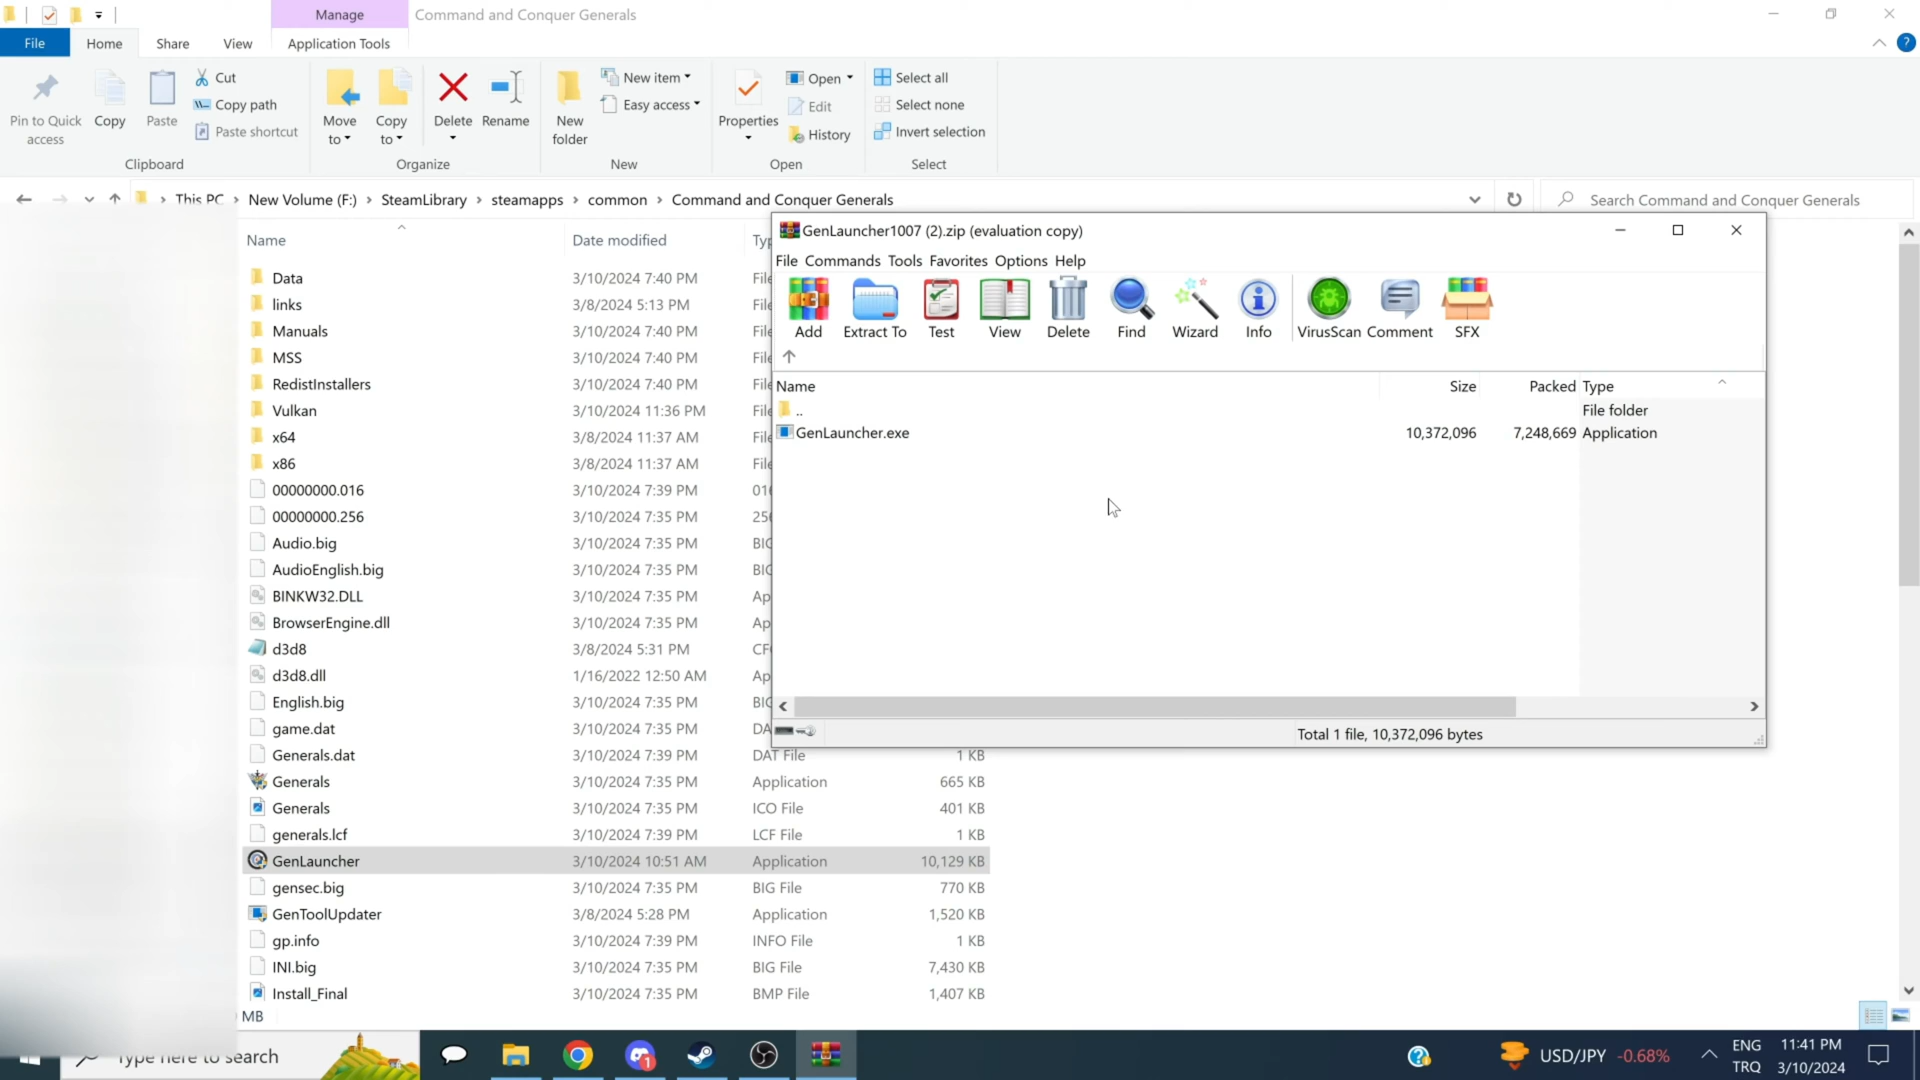 Manage
Command and Conquer Generals
File
Home
Share
View
Application Tools
Pin to Quick access
Copy
Paste
Cut
Copy path
Paste shortcut
Move to
Copy to
Delete
Rename
New folder
New item
Easy access
Properties
Open
Edit
History
Select all
Select none
Invert selection
Clipboard
Organize
New
Open
Select
This PC > New Volume (F:) > SteamLibrary > steamapps > common > Command and Conquer Generals
Search Command and Conquer Generals
Name Date modified
Data 3/10/2024 7:40 PM
links 3/8/2024 5:13 PM
Manuals 3/10/2024 7:40 PM
MSS 3/10/2024 7:40 PM
RedistInstallers 3/10/2024 7:40 PM
Vulkan 3/10/2024 11:36 PM
x64 3/8/2024 11:37 AM
x86 3/8/2024 11:37 AM
00000000.016 3/10/2024 7:39 PM
00000000.256 3/10/2024 7:35 PM
Audio.big 3/10/2024 7:35 PM
AudioEnglish.big 3/10/2024 7:35 PM
BINKW32.DLL 3/10/2024 7:35 PM
BrowserEngine.dll 3/10/2024 7:35 PM
d3d8 3/8/2024 5:31 PM
d3d8.dll 1/16/2022 12:50 AM
English.big 3/10/2024 7:35 PM
game.dat 3/10/2024 7:35 PM
Generals.dat 3/10/2024 7:39 PM DAT File 1 KB
Generals 3/10/2024 7:35 PM Application 665 KB
Generals 3/10/2024 7:35 PM ICO File 401 KB
generals.lcf 3/10/2024 7:39 PM LCF File 1 KB
GenLauncher 3/10/2024 10:51 AM Application 10,129 KB
gensec.big 3/10/2024 7:35 PM BIG File 770 KB
GenToolUpdater 3/8/2024 5:28 PM Application 1,520 KB
gp.info 3/10/2024 7:39 PM INFO File 1 KB
INI.big 3/10/2024 7:35 PM BIG File 7,430 KB
Install_Final 3/10/2024 7:35 PM BMP File 1,407 KB
MB
GenLauncher1007 (2).zip (evaluation copy)
File Commands Tools Favorites Options Help
Add Extract To Test View Delete Find Wizard Info VirusScan Comment SFX
Name Size Packed Type
.. File folder
GenLauncher.exe 10,372,096 7,248,669 Application
Total 1 file, 10,372,096 bytes
Type here to search
1
USD/JPY -0.68%
ENG
TRQ
11:41 PM
3/10/2024